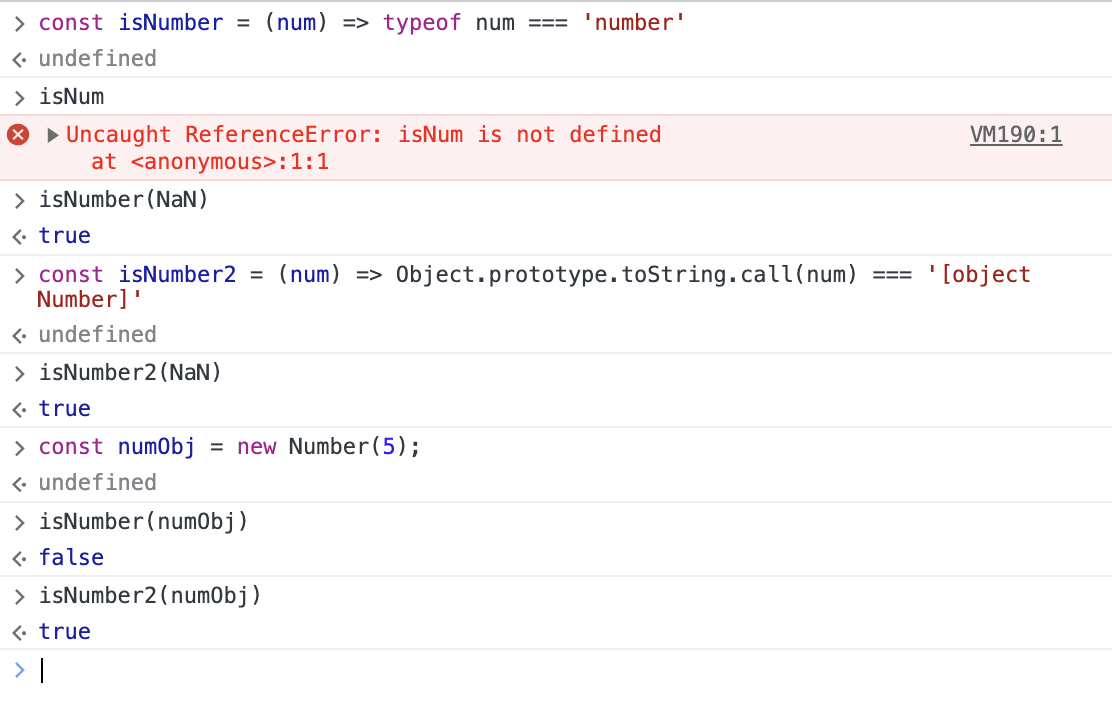 const isNumber = (num) => typeof num === 'number'
undefined
isNum
Uncaught ReferenceError: isNum is not defined VM190:1
at <anonymous>:1:1
isNumber(NaN)
true
const isNumber2 = (num) => Object.prototype.toString.call(num) === '[object
Number]'
undefined
isNumber2(NaN)
true
const numObj = new Number(5);
undefined
isNumber(numObj)
false
isNumber2(numObj)
true